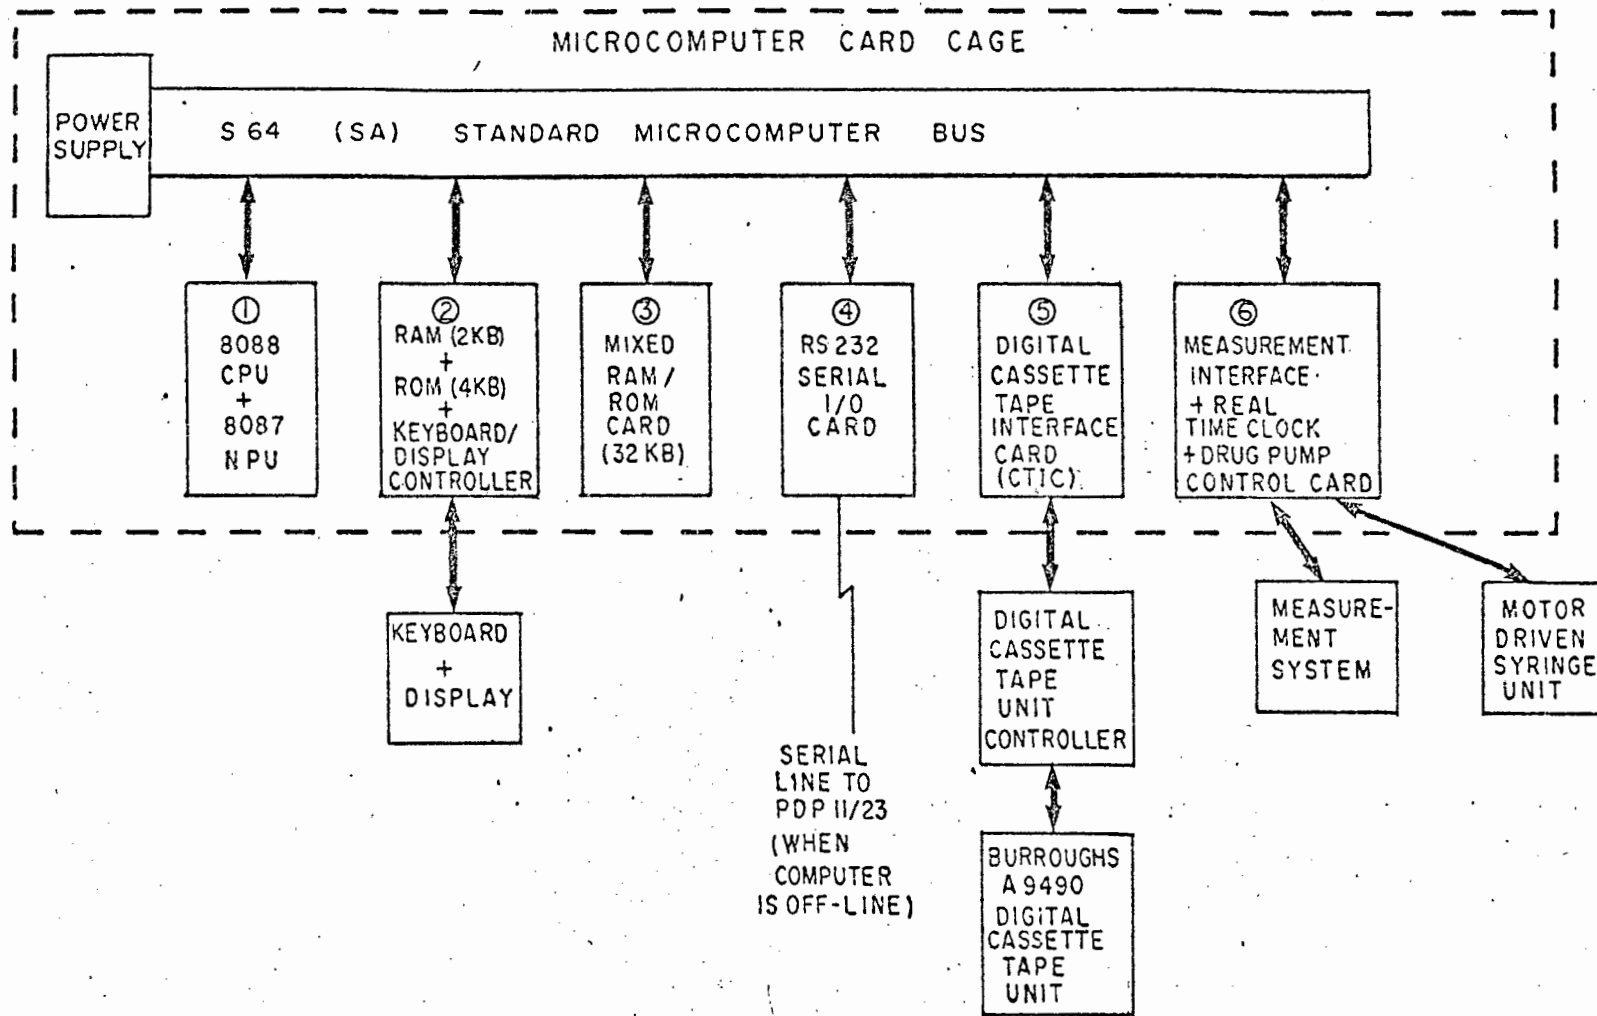 MICROCOMPUTER CARD CAGE
POWER
SUPPLY
S 64 (SA) STANDARD MICROCOMPUTER BUS
①
8088
CPU
+
8087
NPU
②
RAM (2KB)
+
ROM (4KB)
+
KEYBOARD/
DISPLAY
CONTROLLER
③
MIXED
RAM/
ROM
CARD
(32 KB)
④
RS 232
SERIAL
I/O
CARD
⑤
DIGITAL
CASSETTE
TAPE
INTERFACE
CARD
(CTIC)
⑥
MEASUREMENT
INTERFACE
+ REAL
TIME CLOCK
+DRUG PUMP
CONTROL CARD
KEYBOARD
+
DISPLAY
SERIAL
LINE TO
PDP 11/23
(WHEN
COMPUTER
IS OFF-LINE)
DIGITAL
CASSETTE
TAPE
UNIT
CONTROLLER
BURROUGHS
A 9490
DIGITAL
CASSETTE
TAPE
UNIT
MEASURE-
MENT
SYSTEM
MOTOR
DRIVEN
SYRINGE
UNIT